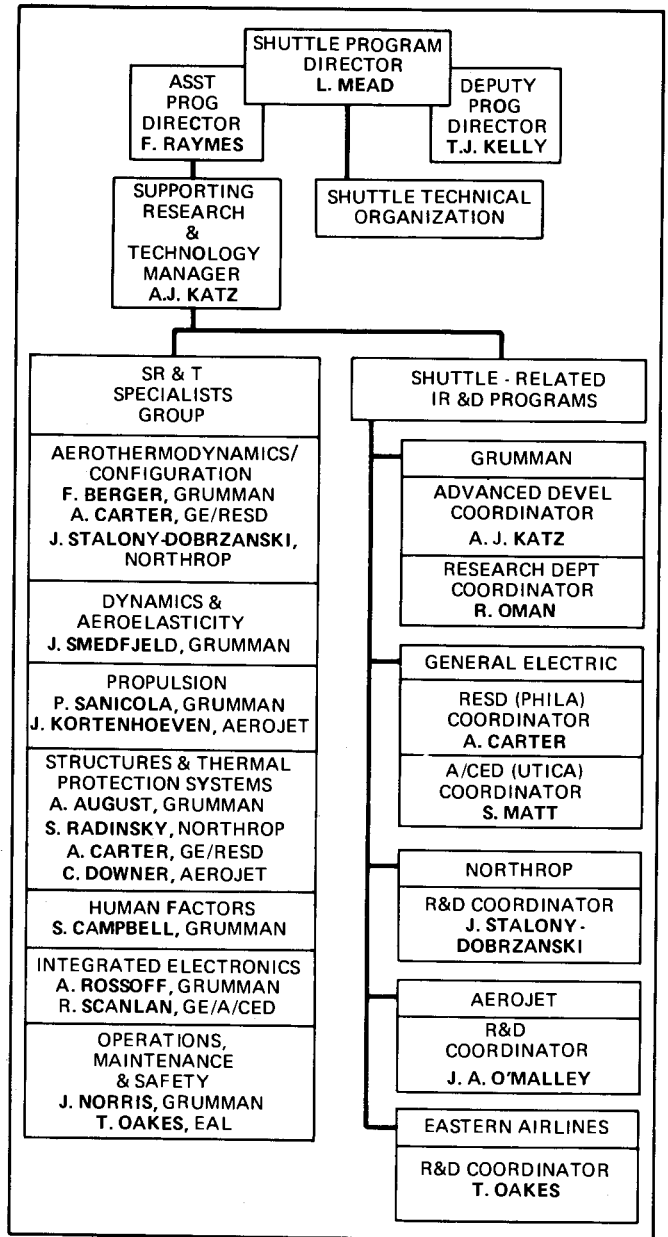 SHUTTLE PROGRAM
DIRECTOR
L. MEAD
ASST
PROG
DIRECTOR
F. RAYMES
DEPUTY
PROG
DIRECTOR
T.J. KELLY
SUPPORTING
RESEARCH
&
TECHNOLOGY
MANAGER
A.J. KATZ
SHUTTLE TECHNICAL
ORGANIZATION
SR & T
SPECIALISTS
GROUP
AEROTHERMODYNAMICS/
CONFIGURATION
F. BERGER, GRUMMAN
A. CARTER, GE/RESD
J. STALONY-DOBRZANSKI,
NORTHROP
DYNAMICS &
AEROELASTICITY
J. SMEDFJELD, GRUMMAN
PROPULSION
P. SANICOLA, GRUMMAN
J. KORTENHOEVEN, AEROJET
STRUCTURES & THERMAL
PROTECTION SYSTEMS
A. AUGUST, GRUMMAN
S. RADINSKY, NORTHROP
A. CARTER, GE/RESD
C. DOWNER, AEROJET
HUMAN FACTORS
S. CAMPBELL, GRUMMAN
INTEGRATED ELECTRONICS
A. ROSSOFF, GRUMMAN
R. SCANLAN, GE/A/CED
OPERATIONS,
MAINTENANCE
& SAFETY
J. NORRIS, GRUMMAN
T. OAKES, EAL
SHUTTLE - RELATED
IR &D PROGRAMS
GRUMMAN
ADVANCED DEVEL
COORDINATOR
A. J. KATZ
RESEARCH DEPT
COORDINATOR
R. OMAN
GENERAL ELECTRIC
RESD (PHILA)
COORDINATOR
A. CARTER
A/CED (UTICA)
COORDINATOR
S. MATT
NORTHROP
R&D COORDINATOR
J. STALONY-
DOBRZANSKI
AEROJET
R&D
COORDINATOR
J. A. O'MALLEY
EASTERN AIRLINES
R&D COORDINATOR
T. OAKES